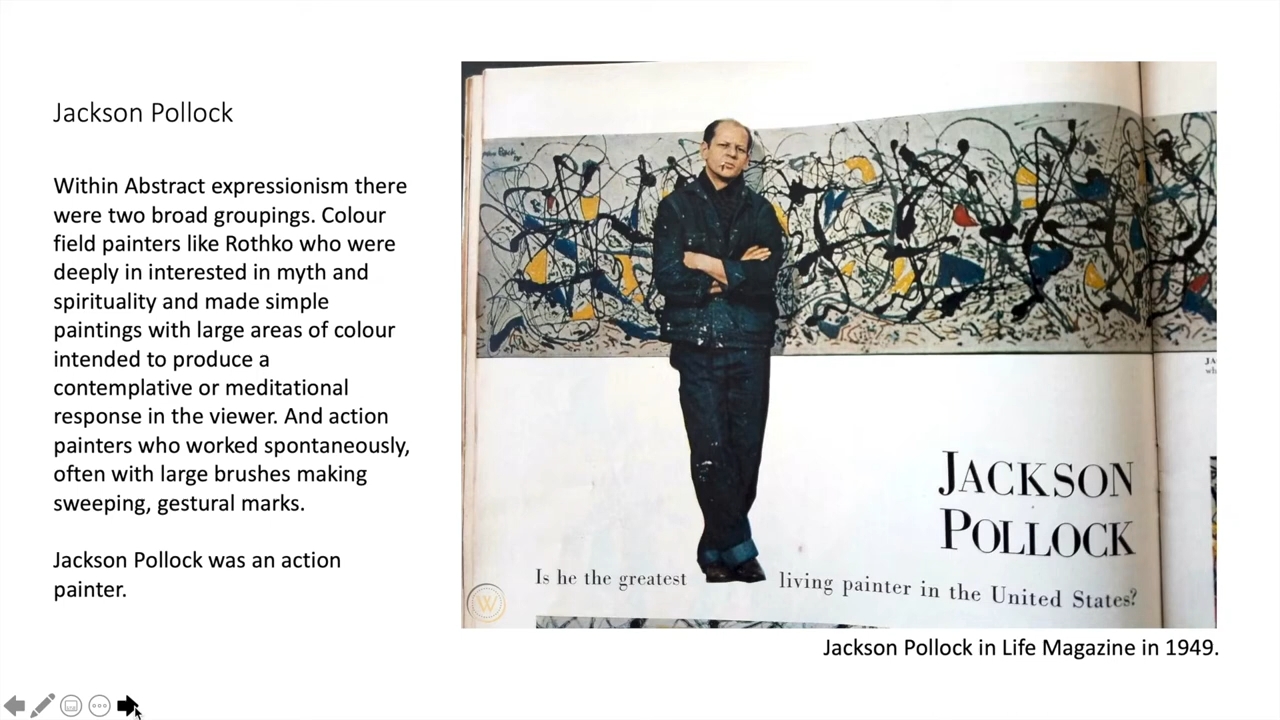 Jackson Pollock
Within Abstract expressionism there
were two broad groupings. Colour
field painters like Rothko who were
deeply in interested in myth and
spirituality and made simple
paintings with large areas of colour
intended to produce a
contemplative or meditational
response in the viewer. And action
painters who worked spontaneously,
often with large brushes making
sweeping, gestural marks.
Jackson Pollock was an action
painter.
JACKSON
POLLOCK
Is he the greatest living painter in the United States?
W
Jackson Pollock in Life Magazine in 1949.